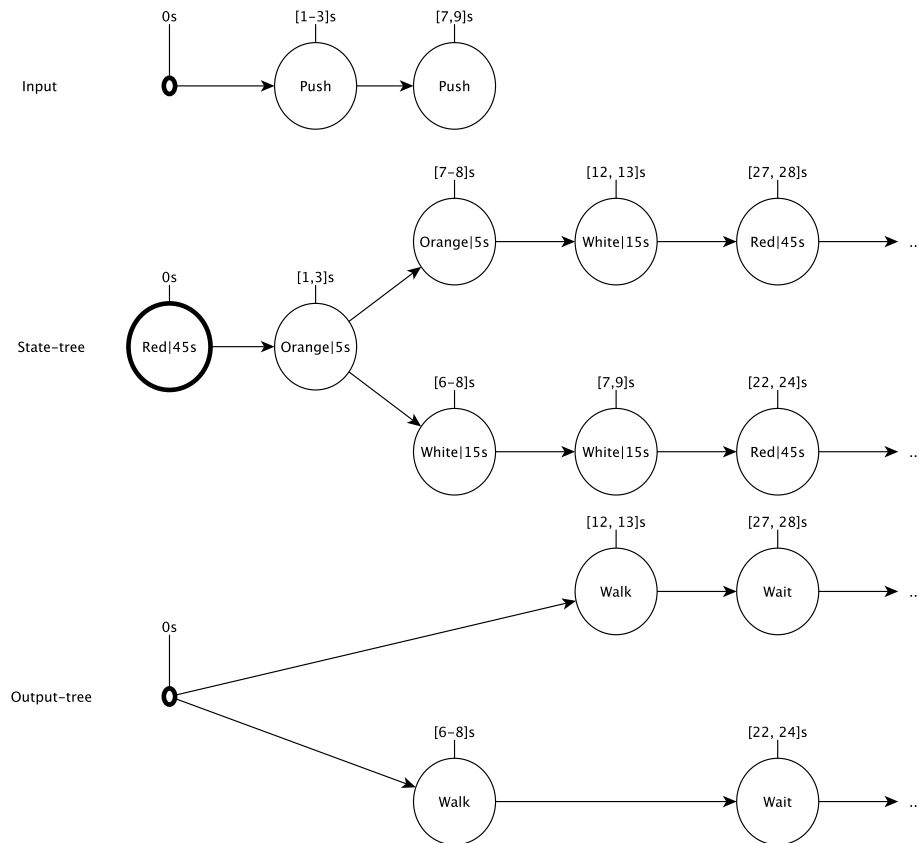 0s
[1-3]s
[7,9]s
Input
Push
Push
[7-8]s
[12, 13]s
[27, 28]s
Orange|5s
White|15s
Red|45s
..
0s
[1,3]s
State-tree
Red|45s
Orange|5s
[6-8]s
[7,9]s
[22, 24]s
White|15s
White|15s
Red|45s
..
[12, 13]s
[27, 28]s
Walk
Wait
..
0s
Output-tree
[6-8]s
[22, 24]s
Walk
Wait
..